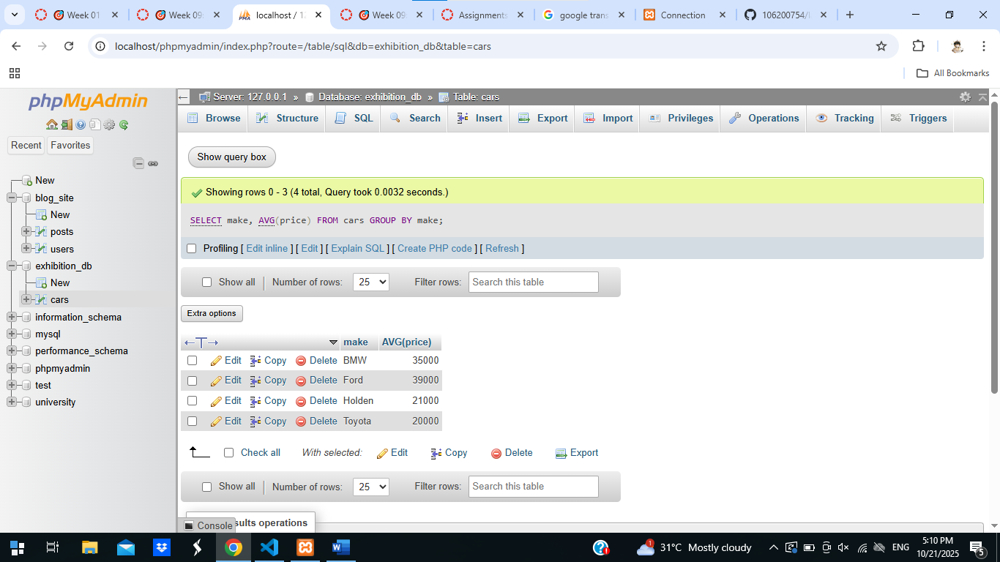 Week 01
Week 09:
localhost / 12
Week 09
Assignments
google trans
Connection
106200754/l
localhost/phpmyadmin/index.php?route=/table/sql&db=exhibition_db&table=cars
All Bookmarks
phpMyAdmin
Server: 127.0.0.1 » Database: exhibition_db » Table: cars
Browse Structure SQL Search Insert Export Import Privileges Operations Tracking Triggers
Recent Favorites
New
blog_site
New
posts
users
exhibition_db
New
cars
information_schema
mysql
performance_schema
phpmyadmin
test
university
Show query box
Showing rows 0 - 3 (4 total, Query took 0.0032 seconds.)
SELECT make, AVG(price) FROM cars GROUP BY make;
Profiling [ Edit inline ] [ Edit ] [ Explain SQL ] [ Create PHP code ] [ Refresh ]
Show all | Number of rows: 25 Filter rows: Search this table
Extra options
make AVG(price)
Edit Copy Delete BMW 35000
Edit Copy Delete Ford 39000
Edit Copy Delete Holden 21000
Edit Copy Delete Toyota 20000
Check all With selected: Edit Copy Delete Export
Show all | Number of rows: 25 Filter rows: Search this table
Console
sults operations
31°C Mostly cloudy
ENG
5:10 PM
10/21/2025
5
1